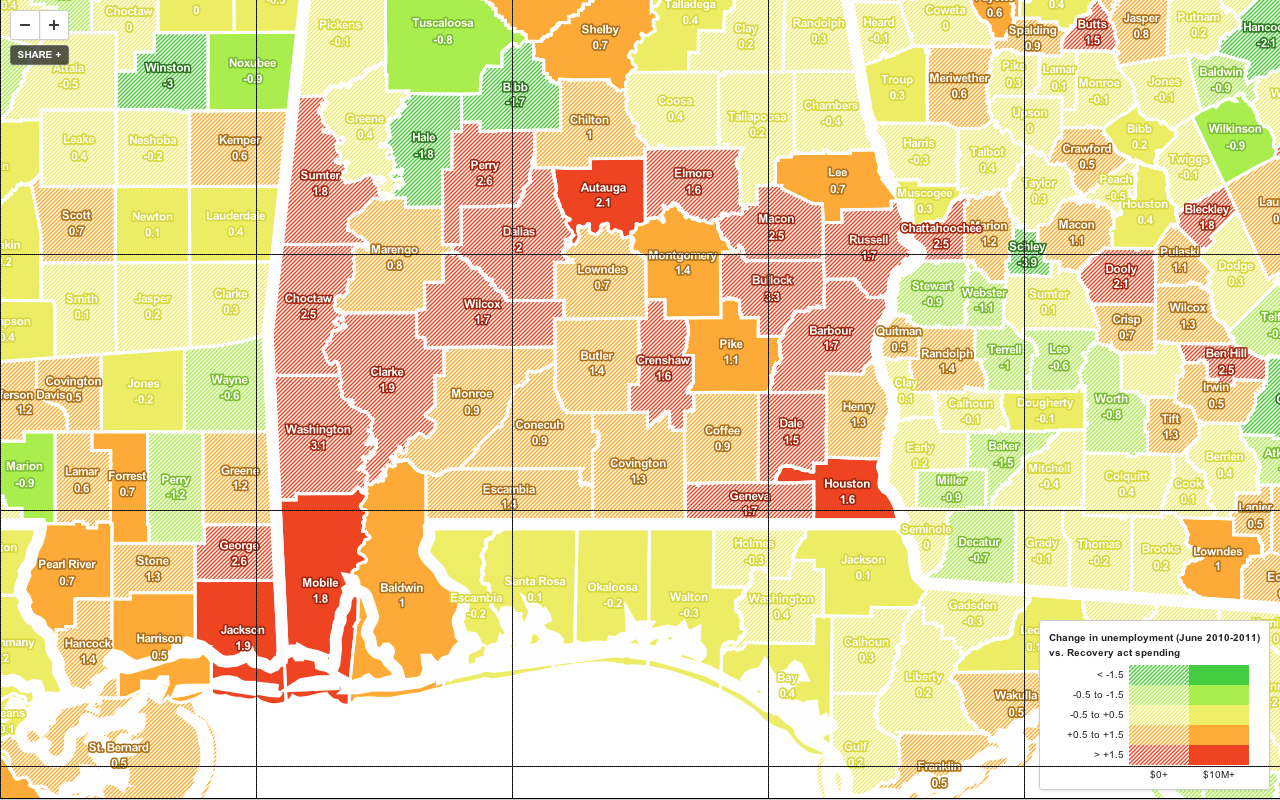 −
+
SHARE +
Choctaw
0
0
-0.3
Pickens
-0.1
Tuscaloosa
-0.8
Shelby
0.7
Talladega
0.4
Clay
0.2
Randolph
0.3
Heard
-0.1
Coweta
0
0.6
0.4
Spalding
0.9
Butts
1.5
Jasper
0.8
Putnam
0.2
-2.1
Attala
-0.5
Winston
-3
Noxubee
-0.9
Bibb
-1.7
Troup
0.3
Meriwether
0.6
Pike
0.3
Lamar
0.1
Monroe
-0.1
Jones
-0.1
Baldwin
-0.9
Leake
0.4
Neshoba
-0.2
Kemper
0.6
Greene
0.4
Hale
-1.8
Chilton
1
Coosa
0.4
Tallapoosa
0.2
Chambers
-0.4
Upson
0
Harris
-0.3
Talbot
0.4
Crawford
0.5
Bibb
0.2
Twiggs
-0.1
Wilkinson
-0.9
Sumter
1.8
Perry
2.6
Autauga
2.1
Elmore
1.6
Lee
0.7
Muscogee
0.3
Taylor
0.3
Peach
-0.5
Houston
0.4
Bleckley
1.8
Scott
0.7
Newton
0.1
Lauderdale
-0.4
Marengo
0.8
Dallas
2
Macon
2.5
Russell
1.7
Chattahoochee
2.5
Marion
1.2
Schley
-3.9
Macon
1.1
Pulaski
1.1
Lowndes
0.7
Montgomery
1.4
Bullock
3.3
Dooly
2.1
Dodge
0.3
Smith
0.1
Jasper
0.2
Clarke
0.3
Choctaw
2.5
Wilcox
1.7
Barbour
1.7
Stewart
-0.9
Webster
-1.1
Sumter
0.1
Crisp
0.7
Wilcox
1.3
Covington
0.5
ferson Davis
1.2
Jones
-0.2
Wayne
-0.6
Clarke
1.9
Monroe
0.9
Butler
1.4
Crenshaw
1.6
Pike
1.1
Quitman
0.5
Randolph
1.4
Terrell
-1
Lee
-0.6
Ben Hill
2.5
Irwin
0.5
Clay
0.1
Calhoun
-0.1
Dougherty
-0.1
Worth
-0.8
Tift
1.3
Washington
3.1
Conecuh
0.9
Coffee
0.9
Dale
1.5
Henry
1.3
Early
0.2
Baker
-1.5
Marion
-0.9
Lamar
0.6
Forrest
0.7
Perry
-1.2
Greene
1.2
Escambia
1.4
Covington
1.3
Geneva
1.7
Houston
1.6
Miller
-0.9
Mitchell
-0.4
Colquitt
0.4
Cook
0.1
Berrien
0.4
Lanier
0.5
Pearl River
0.7
Stone
1.3
George
2.6
Mobile
1.8
Baldwin
1
Escambia
-0.2
Santa Rosa
0.1
Okaloosa
-0.2
Walton
-0.3
Holmes
-0.3
Washington
0.4
Jackson
0.1
Seminole
0
Decatur
-0.7
Grady
-0.1
Thomas
-0.2
Brooks
0.2
Lowndes
1
Hancock
1.4
Harrison
0.5
Jackson
1.9
Gadsden
-0.3
Calhoun
0.3
Liberty
0.2
Bay
0.4
Wakulla
0.5
Gulf
0.2
Franklin
0.5
St. Bernard
0.5
Change in unemployment (June 2010-2011)
vs. Recovery act spending
< -1.5
-0.5 to -1.5
-0.5 to +0.5
+0.5 to +1.5
> +1.5
$0+
$10M+